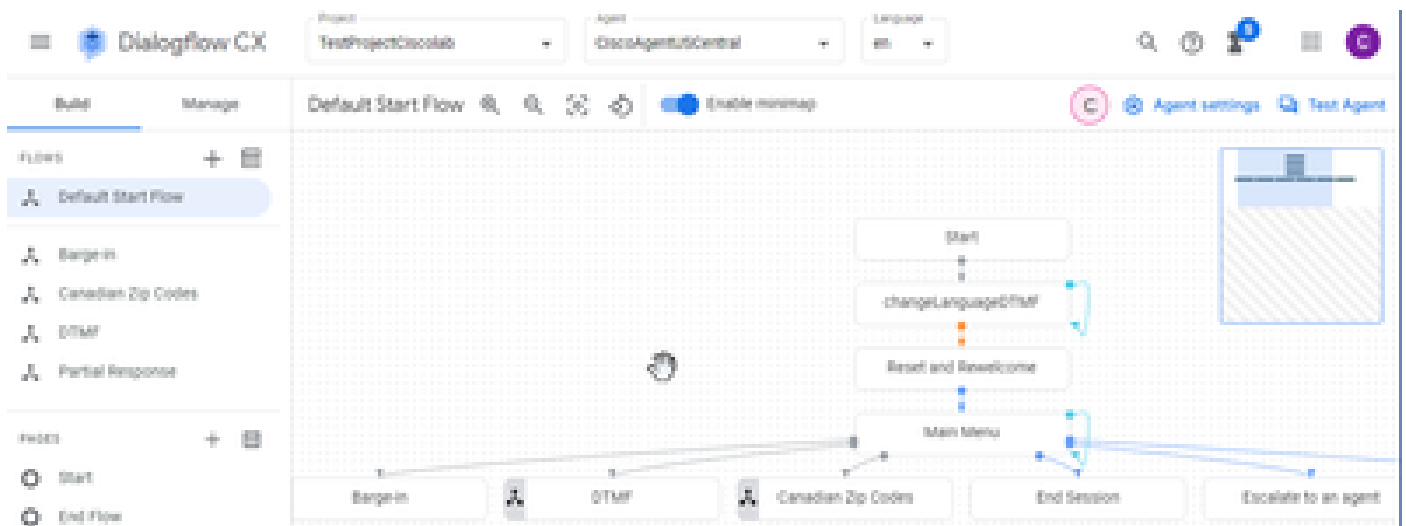 Dialogflow CX
Project
TestProjectCiscolab
Agent
CiscoAgentUSCentral
Language
en
C
Build
Manage
Default Start Flow
Enable minimap
C
Agent settings
Test Agent
FLOWS
Default Start Flow
Barge-in
Canadian Zip Codes
DTMF
Partial Response
PAGES
Start
End Flow
Start
changeLanguageDTMF
Reset and Rewelcome
Main Menu
Barge-in
DTMF
Canadian Zip Codes
End Session
Escalate to an agent